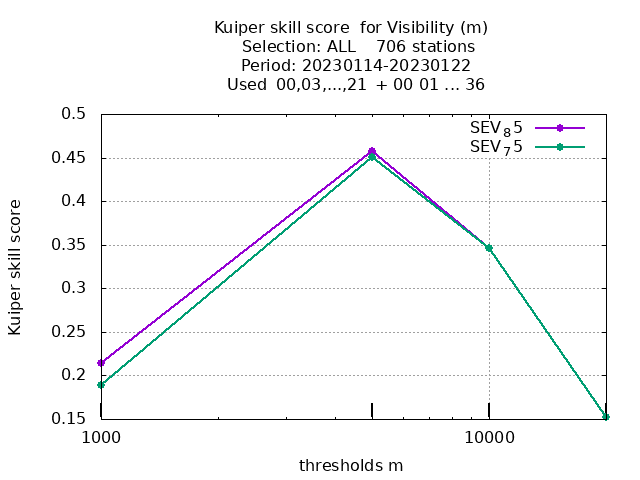 Kuiper skill score  for Visibility (m)
Selection: ALL    706 stations
Period: 20230114-20230122
Used  00,03,...,21  + 00 01 ... 36
0.5
0.45
0.4
0.35
0.3
0.25
0.2
0.15
Kuiper skill score
SEV₈5
SEV₇5
1000
10000
thresholds m